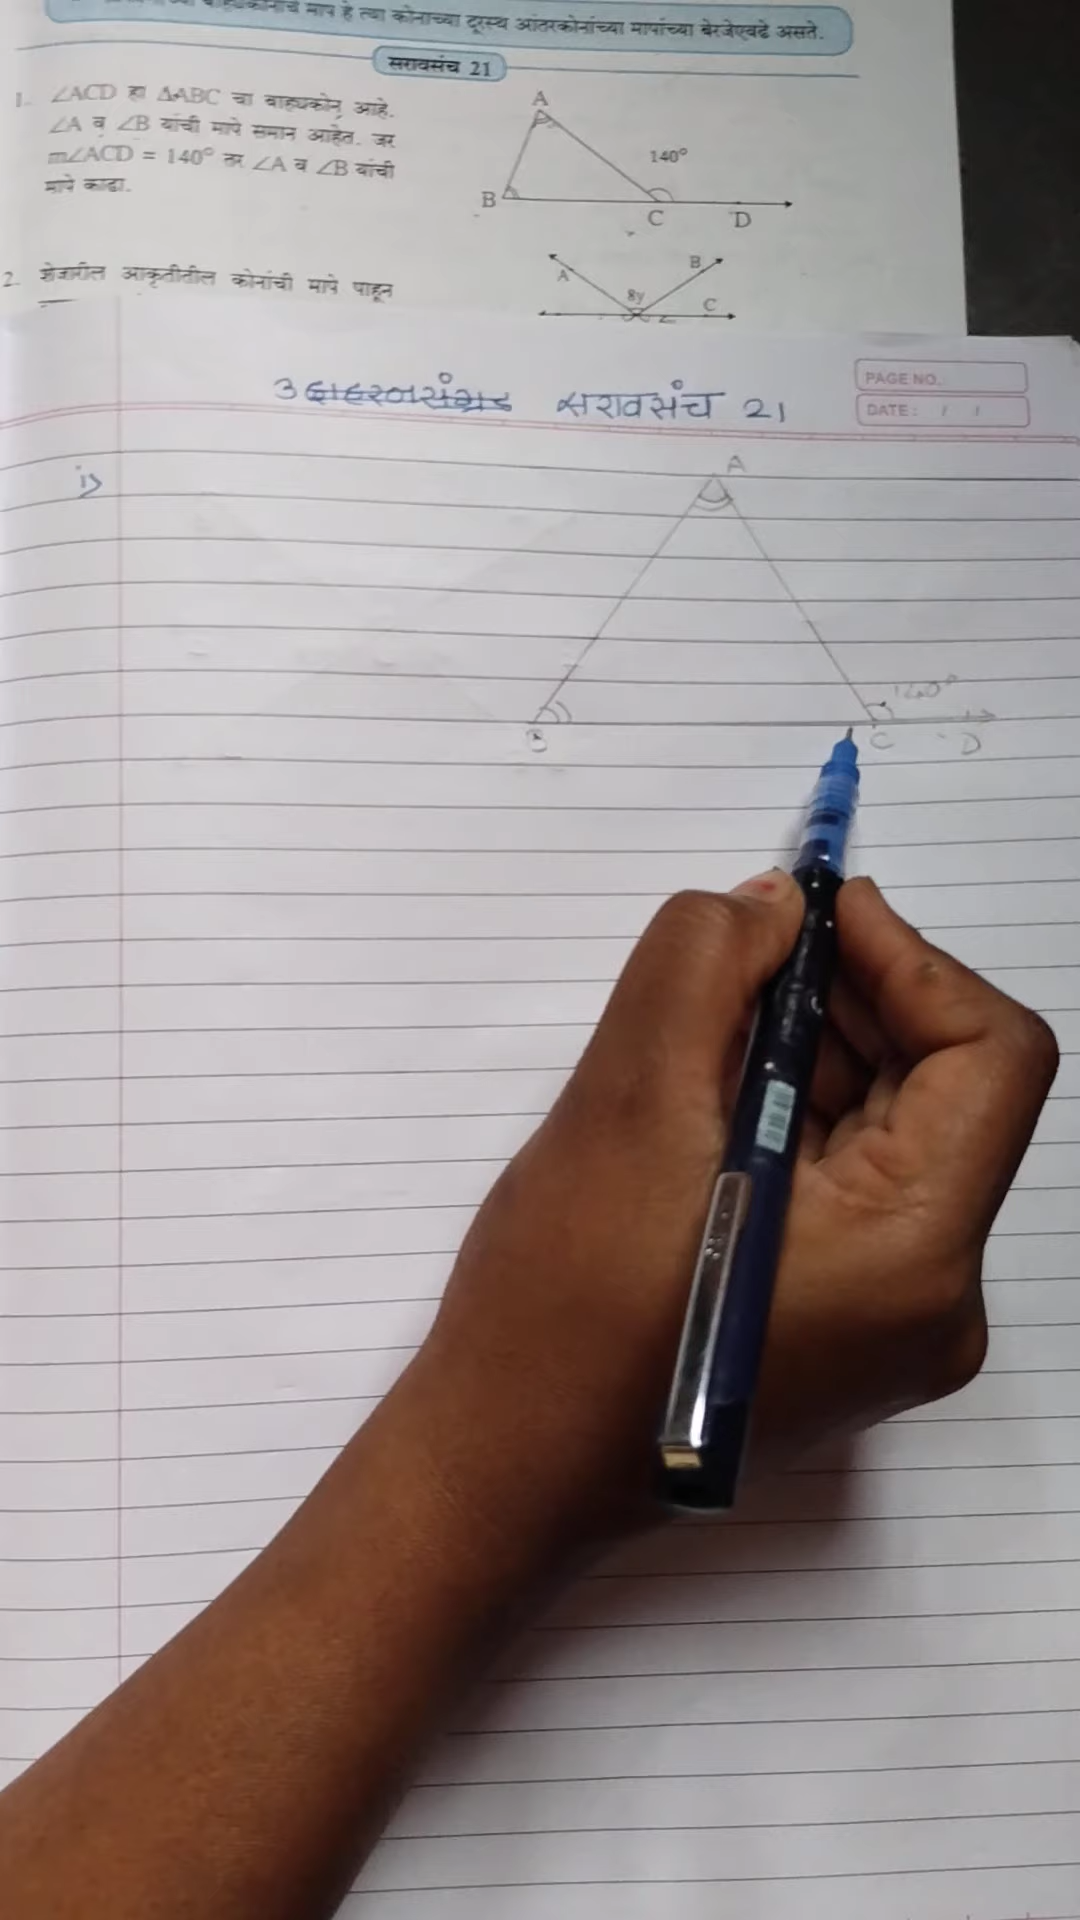 माप हे त्या कोनाच्या दूरस्थ आंतरकोनांच्या मापांच्या बेरजेएवढे असते.
सरावसंच 21
1. ∠ACD हा ΔABC चा बाह्यकोन आहे.
∠A व ∠B यांची मापे समान आहेत. जर
m∠ACD = 140° तर ∠A व ∠B यांची
मापे काढा.
A
140°
B
C
D
2. शेजारील आकृतीतील कोनांची मापे पाहून
A
B
8y
C
सरावसंच 21
PAGE NO.
DATE: / /
i>
A
140°
B
C
D